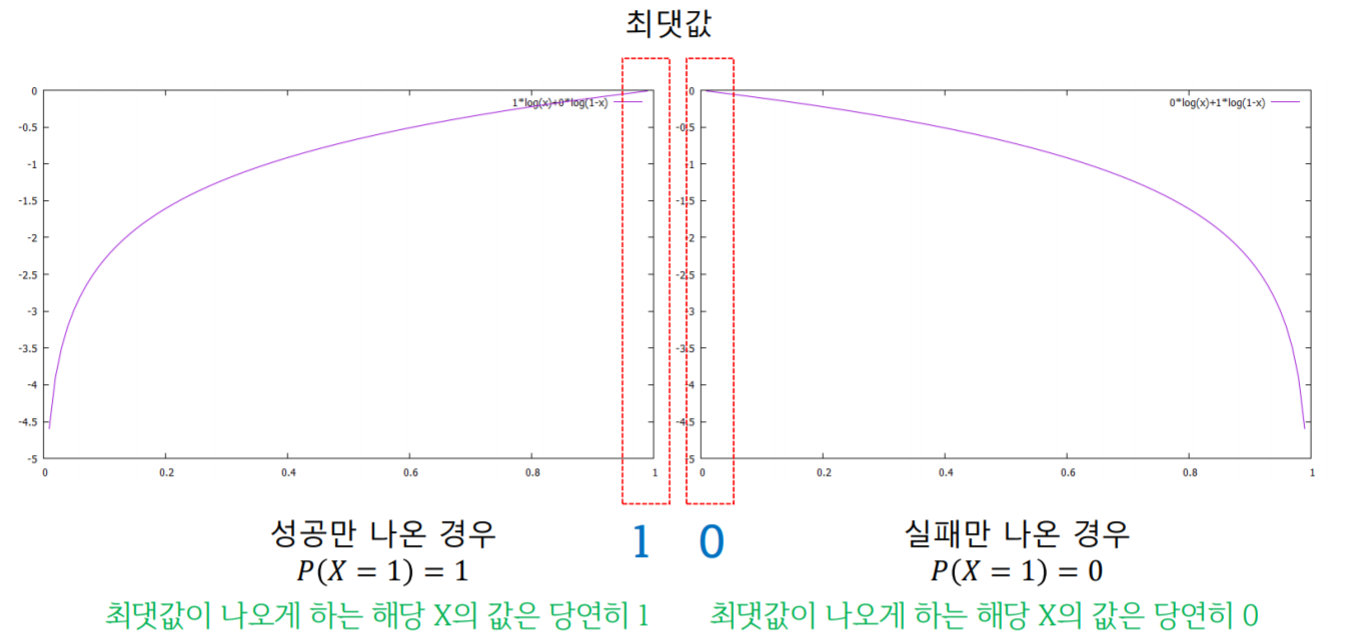 최댓값
1*log(x)+0*log(1-x)
0
-0.5
-1
-1.5
-2
-2.5
-3
-3.5
-4
-4.5
-5
0 0.2 0.4 0.6 0.8 1
0*log(x)+1*log(1-x)
0
-0.5
-1
-1.5
-2
-2.5
-3
-3.5
-4
-4.5
-5
0 0.2 0.4 0.6 0.8 1
성공만 나온 경우
P(X = 1) = 1
1 0
실패만 나온 경우
P(X = 1) = 0
최댓값이 나오게 하는 해당 X의 값은 당연히 1
최댓값이 나오게 하는 해당 X의 값은 당연히 0